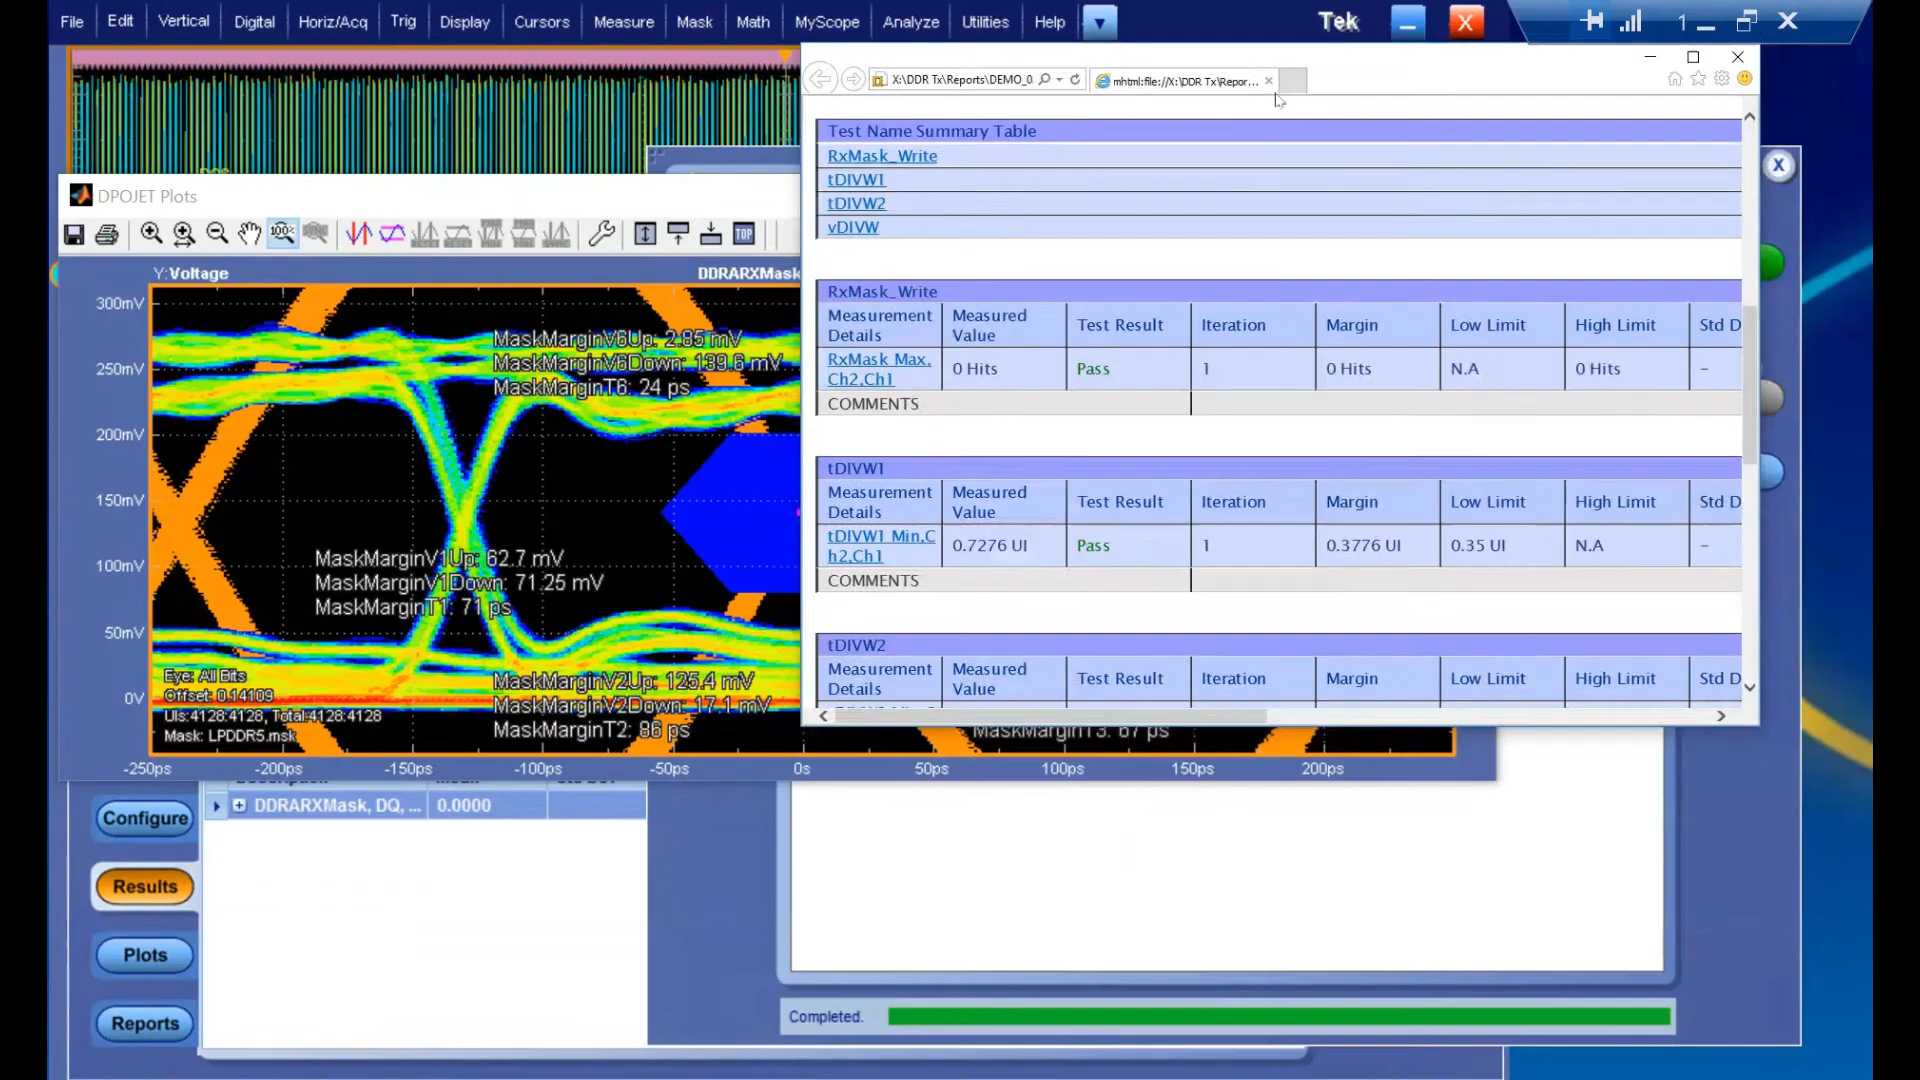 File Edit Vertical Digital Horiz/Acq Trig Display Cursors Measure Mask Math MyScope Analyze Utilities Help Tek X 1
X:\DDR Tx\Reports\DEMO_0 mhtml:file://X:\DDR Tx\Repor...
Test Name Summary Table
RxMask_Write
tDIVW1
tDIVW2
vDIVW
RxMask_Write
Measurement Details Measured Value Test Result Iteration Margin Low Limit High Limit Std D
RxMask Max, Ch2,Ch1 0 Hits Pass 1 0 Hits N.A 0 Hits –
COMMENTS
tDIVW1
Measurement Details Measured Value Test Result Iteration Margin Low Limit High Limit Std D
tDIVW1 Min,C h2,Ch1 0.7276 UI Pass 1 0.3776 UI 0.35 UI N.A –
COMMENTS
tDIVW2
Measurement Details Measured Value Test Result Iteration Margin Low Limit High Limit Std D
DPOJET Plots
100% TOP
Y:Voltage DDRARXMask
300mV
250mV
200mV
150mV
100mV
50mV
0V
MaskMarginV6Up: 2.85 mV
MaskMarginV6Down: 139.6 mV
MaskMarginT6: 24 ps
MaskMarginV1Up: 62.7 mV
MaskMarginV1Down: 71.25 mV
MaskMarginT1: 71 ps
MaskMarginV2Up: 125.4 mV
MaskMarginV2Down: 17.1 mV
MaskMarginT2: 86 ps
MaskMarginT3: 67 ps
Eye: All Bits
Offset: 0.14109
UIs:4128:4128, Total:4128:4128
Mask: LPDDR5.msk
-250ps -200ps -150ps -100ps -50ps 0s 50ps 100ps 150ps 200ps
DDRARXMask, DQ, ... 0.0000
Configure
Results
Plots
Reports
Completed.